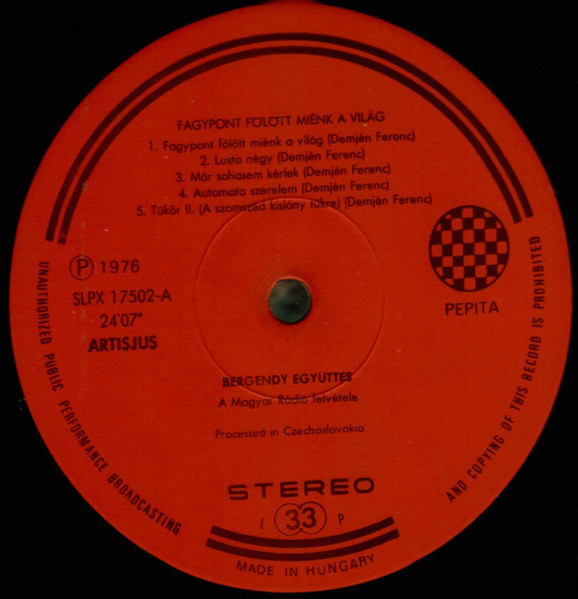 FAGYPONT FÖLÖTT MIÉNK A VILÁG
1. Fagypont fölött miénk a világ (Demjén Ferenc)
2. Lusta négy (Demjén Ferenc)
3. Már sohasem kérlek (Demjén Ferenc)
4. Automata szerelem (Demjén Ferenc)
5. Tükör II. (A szomszéd kislány tükre) (Demjén Ferenc)
P 1976
SLPX 17502-A
24'07"
ARTISJUS
PEPITA
BERGENDY EGYÜTTES
A Magyar Rádió felvétele
Processed in Czechoslovakia
STEREO
L 33 P
MADE IN HUNGARY
UNAUTHORIZED PUBLIC PERFORMANCE BROADCASTING
AND COPYING OF THIS RECORD IS PROHIBITED